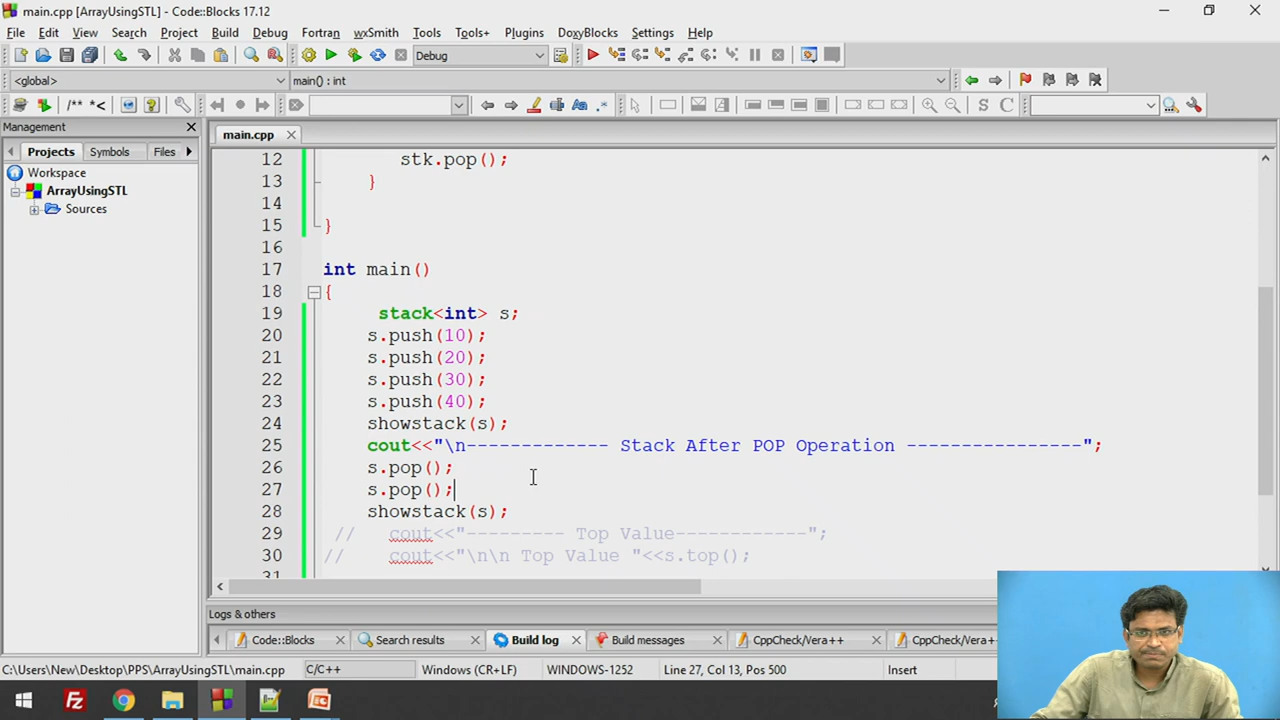 main.cpp [ArrayUsingSTL] - Code::Blocks 17.12
File Edit View Search Project Build Debug Fortran wxSmith Tools Tools+ Plugins DoxyBlocks Settings Help
Debug
<global> main() : int
/** *<
Management
main.cpp
Projects Symbols Files
Workspace
ArrayUsingSTL
Sources
12 stk.pop();
13 }
14
15 }
16
17 int main()
18 {
19 stack<int> s;
20 s.push(10);
21 s.push(20);
22 s.push(30);
23 s.push(40);
24 showstack(s);
25 cout<<"\n------------- Stack After POP Operation ----------------";
26 s.pop();
27 s.pop();
28 showstack(s);
29 // cout<<"--------- Top Value------------";
30 // cout<<"\n\n Top Value "<<s.top();
31
Logs & others
Code::Blocks Search results Build log Build messages CppCheck/Vera++ CppCheck/Vera+
C:\Users\New\Desktop\PPS\ArrayUsingSTL\main.cpp C/C++ Windows (CR+LF) WINDOWS-1252 Line 27, Col 13, Pos 500 Insert